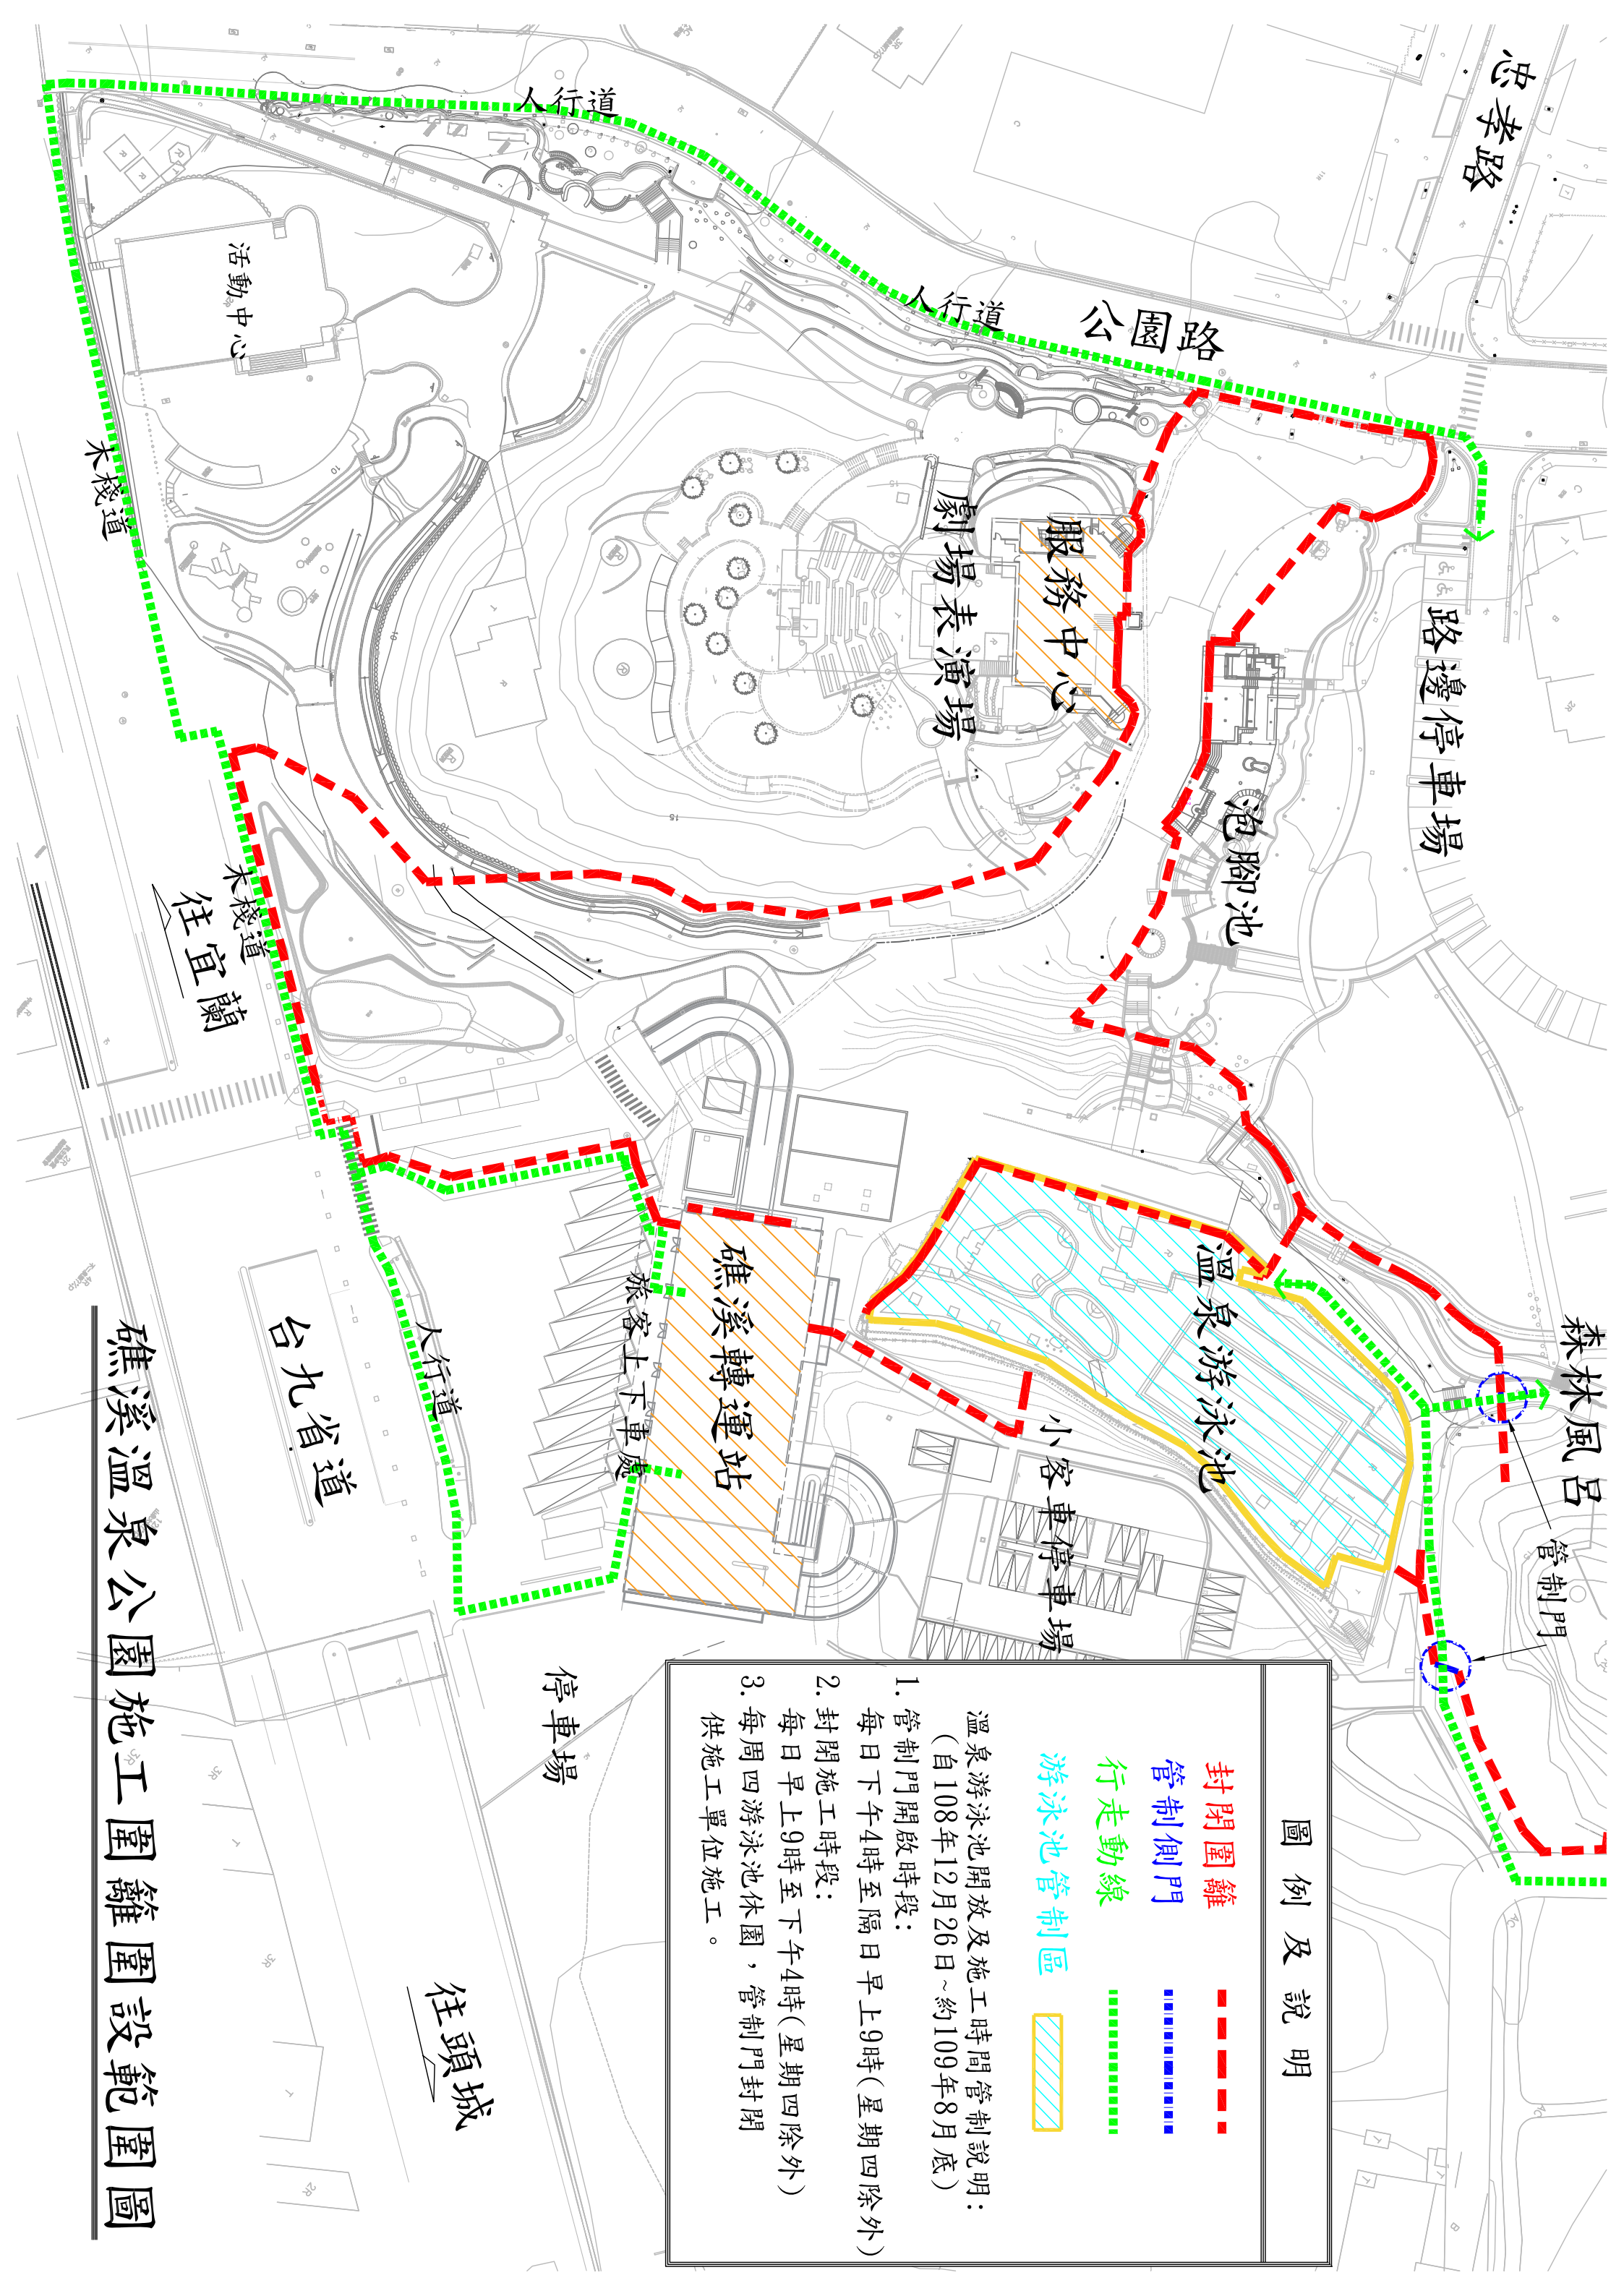 忠孝路
人行道
人行道
公園路
活動中心
木棧道
劇場表演場
服務中心
路邊停車場
泡腳池
木棧道
往宜蘭
礁溪轉運站
旅客上下車處
人行道
台九省道
溫泉游泳池
小客車停車場
森林風呂
管制門
停車場
往頭城
圖例及說明
封閉圍籬
管制側門
行走動線
游泳池管制區
溫泉游泳池開放及施工時間管制說明:
(自108年12月26日~約109年8月底)
1.管制門開啟時段:
每日下午4時至隔日早上9時(星期四除外)
2.封閉施工時段:
每日早上9時至下午4時(星期四除外)
3.每周四游泳池休園，管制門封閉
供施工單位施工。
礁溪溫泉公園施工圍籬圍設範圍圖